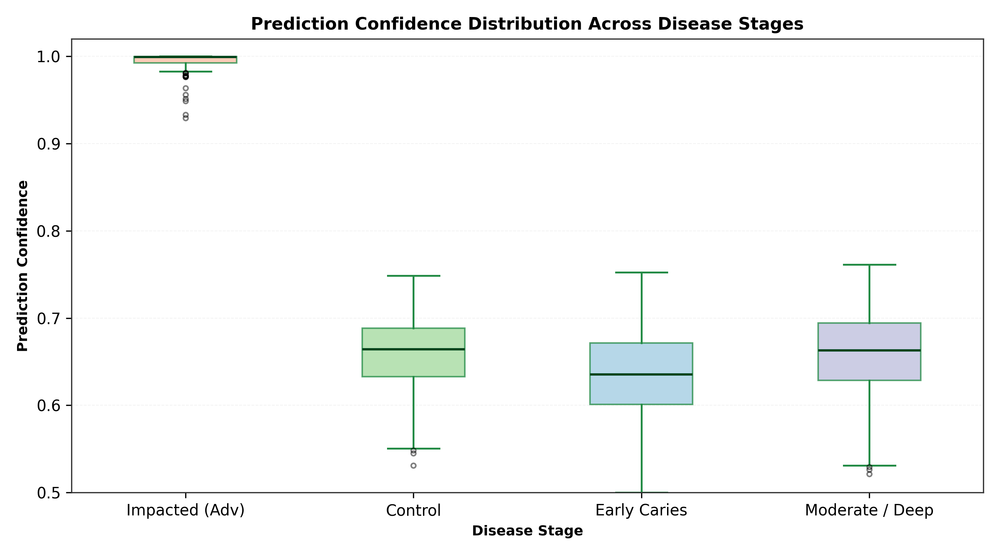 Prediction Confidence Distribution Across Disease Stages
Prediction Confidence
1.0
0.9
0.8
0.7
0.6
0.5
Impacted (Adv)
Control
Early Caries
Moderate / Deep
Disease Stage